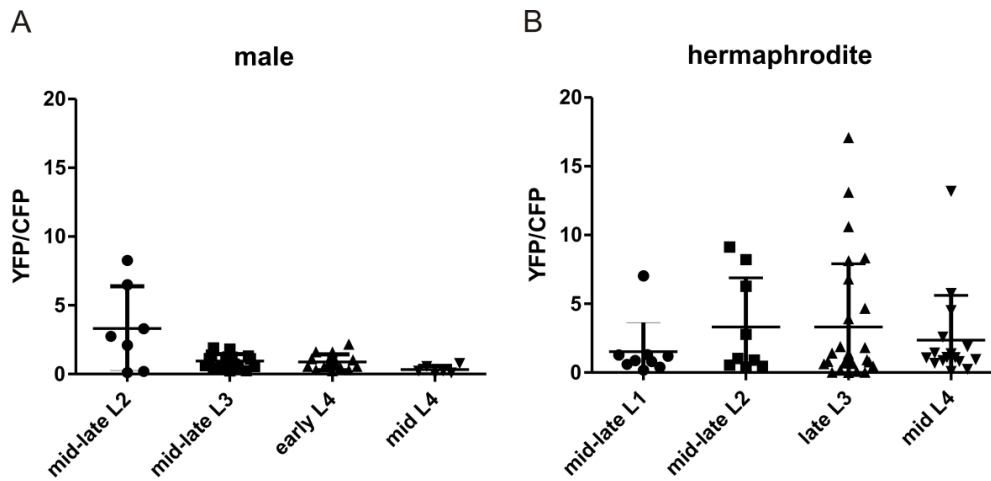 A
male
YFP/CFP
20
15
10
5
0
mid-late L2
mid-late L3
early L4
mid L4
B
hermaphrodite
YFP/CFP
20
15
10
5
0
mid-late L1
mid-late L2
late L3
mid L4